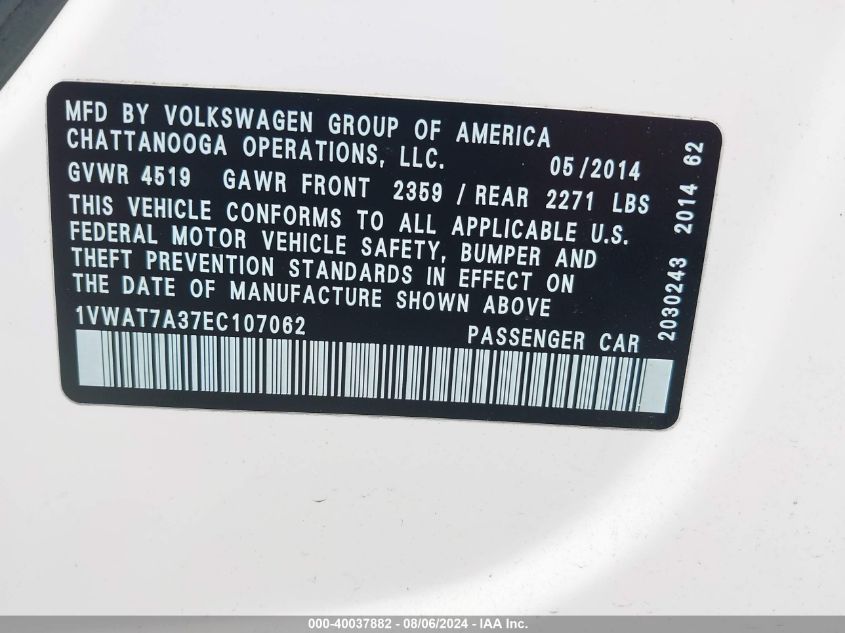 MFD BY VOLKSWAGEN GROUP OF AMERICA
CHATTANOOGA OPERATIONS, LLC. 05/2014
GVWR 4519 GAWR FRONT 2359 / REAR 2271 LBS
THIS VEHICLE CONFORMS TO ALL APPLICABLE U.S.
FEDERAL MOTOR VEHICLE SAFETY, BUMPER AND
THEFT PREVENTION STANDARDS IN EFFECT ON
THE DATE OF MANUFACTURE SHOWN ABOVE
1VWAT7A37EC107062 PASSENGER CAR
2030243 2014 62
000-40037882 - 08/06/2024 - IAA Inc.